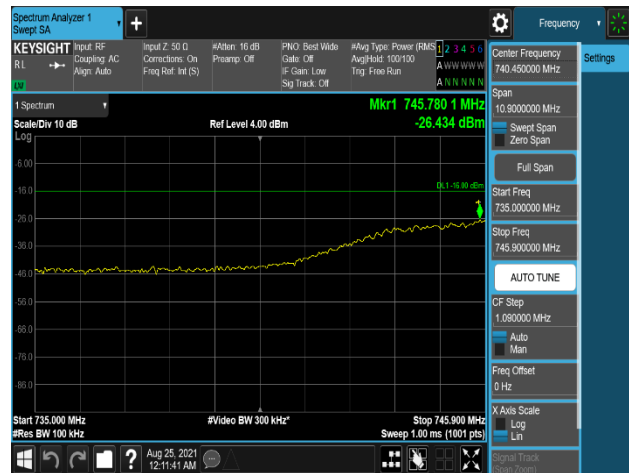 Spectrum Analyzer 1
Swept SA
+
Frequency
KEYSIGHT
Input: RF
Input Z: 50 Ω
#Atten: 16 dB
PNO: Best Wide
#Avg Type: Power (RMS
1 2 3 4 5 6
RL
Coupling: AC
Corrections: On
Preamp: Off
Gate: Off
Avg|Hold: 100/100
A W W W W W
Align: Auto
Freq Ref: Int (S)
IF Gain: Low
Trig: Free Run
Sig Track: Off
A N N N N N
1 Spectrum
Mkr1 745.780 1 MHz
Scale/Div 10 dB
Ref Level 4.00 dBm
-26.434 dBm
Log
-6.00
DL1 -16.00 dBm
-16.0
-26.0
-36.0
-46.0
-56.0
-66.0
-76.0
-86.0
Start 735.000 MHz
#Video BW 300 kHz*
Stop 745.900 MHz
#Res BW 100 kHz
Sweep 1.00 ms (1001 pts)
Center Frequency
740.450000 MHz
Settings
Span
10.9000000 MHz
Swept Span
Zero Span
Full Span
Start Freq
735.000000 MHz
Stop Freq
745.900000 MHz
AUTO TUNE
CF Step
1.090000 MHz
Auto
Man
Freq Offset
0 Hz
X Axis Scale
Log
Lin
Signal Track
(Span Zoom)
?
Aug 25, 2021
12:11:41 AM